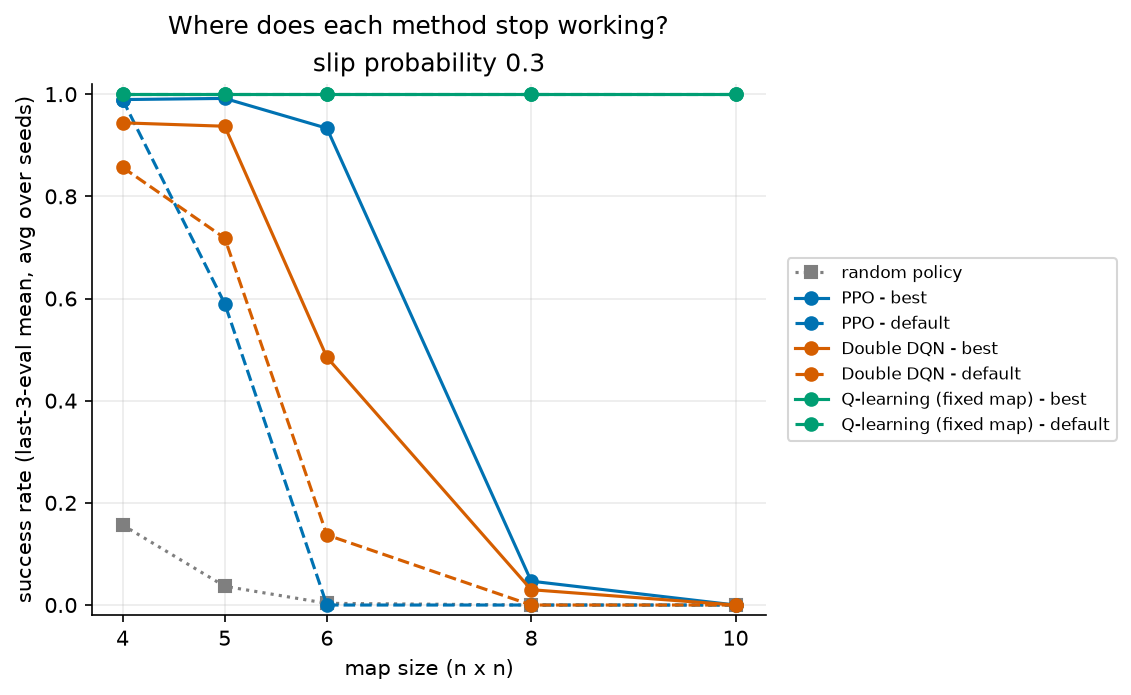 Where does each method stop working?
slip probability 0.3
success rate (last-3-eval mean, avg over seeds)
1.0
0.8
0.6
0.4
0.2
0.0
4
5
6
8
10
map size (n x n)
random policy
PPO - best
PPO - default
Double DQN - best
Double DQN - default
Q-learning (fixed map) - best
Q-learning (fixed map) - default